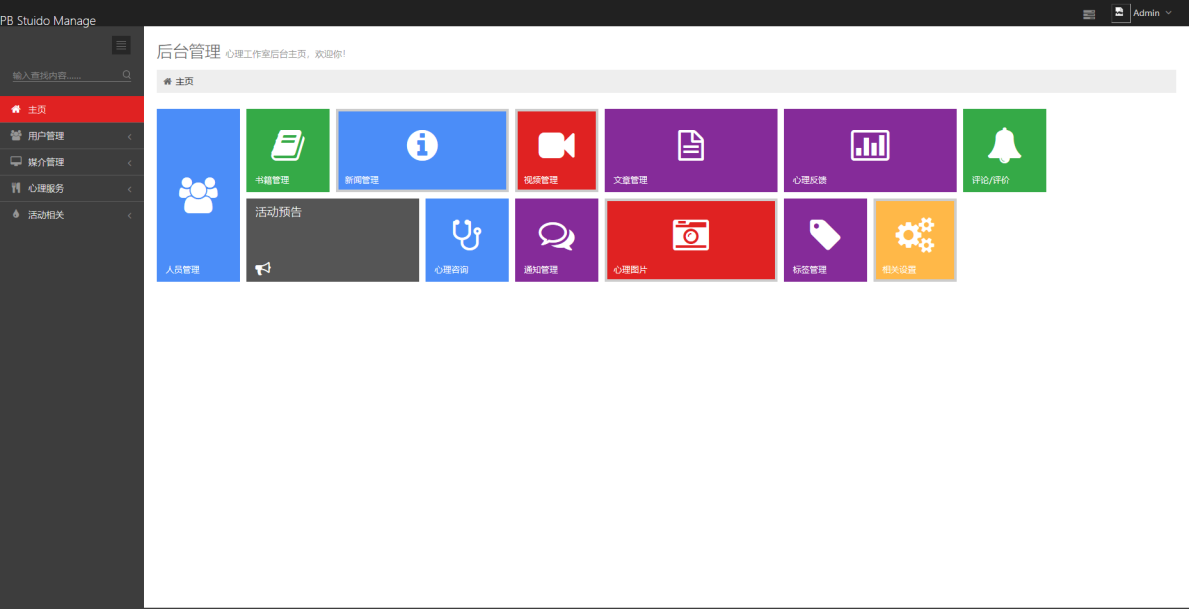 PB Stuido Manage
Admin
输入查找内容......
主页
用户管理
媒介管理
心理服务
活动相关
后台管理 心理工作室后台主页，欢迎你!
主页
人员管理
书籍管理
新闻管理
视频管理
文章管理
心理反馈
评论/评价
活动预告
心理咨询
通知管理
心理图片
标签管理
相关设置